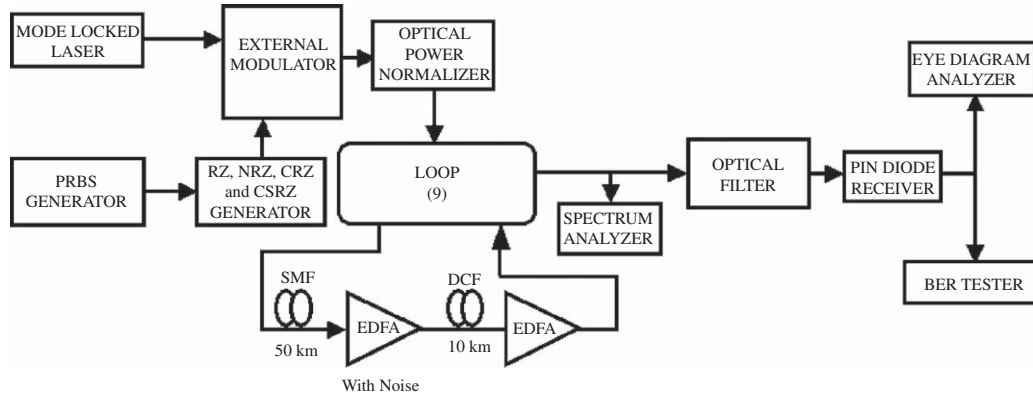 MODE LOCKED
LASER
EXTERNAL
MODULATOR
OPTICAL
POWER
NORMALIZER
EYE DIAGRAM
ANALYZER
PRBS
GENERATOR
RZ, NRZ, CRZ
and CSRZ
GENERATOR
LOOP
(9)
SPECTRUM
ANALYZER
OPTICAL
FILTER
PIN DIODE
RECEIVER
BER TESTER
SMF
50 km
EDFA
With Noise
DCF
10 km
EDFA